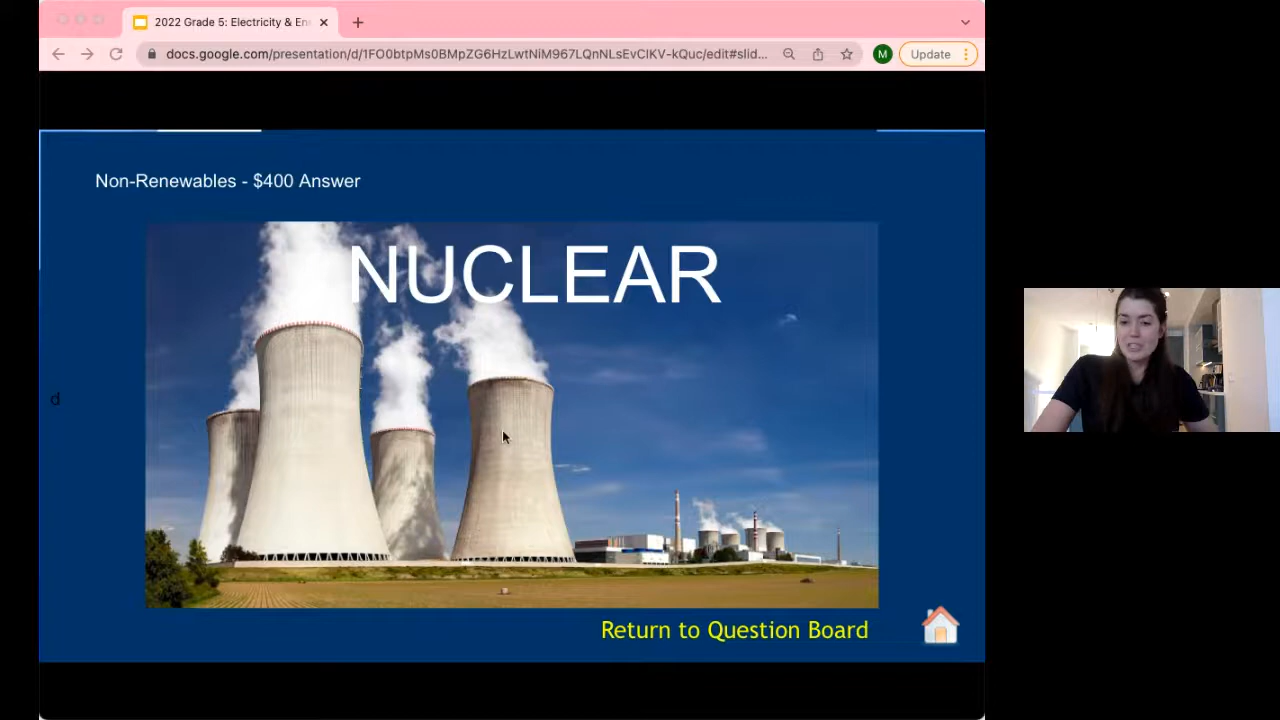 2022 Grade 5: Electricity & En
docs.google.com/presentation/d/1FO0btpMs0BMpZG6HzLwtNiM967LQnNLsEvClKV-kQuc/edit#slid...
M
Update
Non-Renewables - $400 Answer
NUCLEAR
d
Return to Question Board